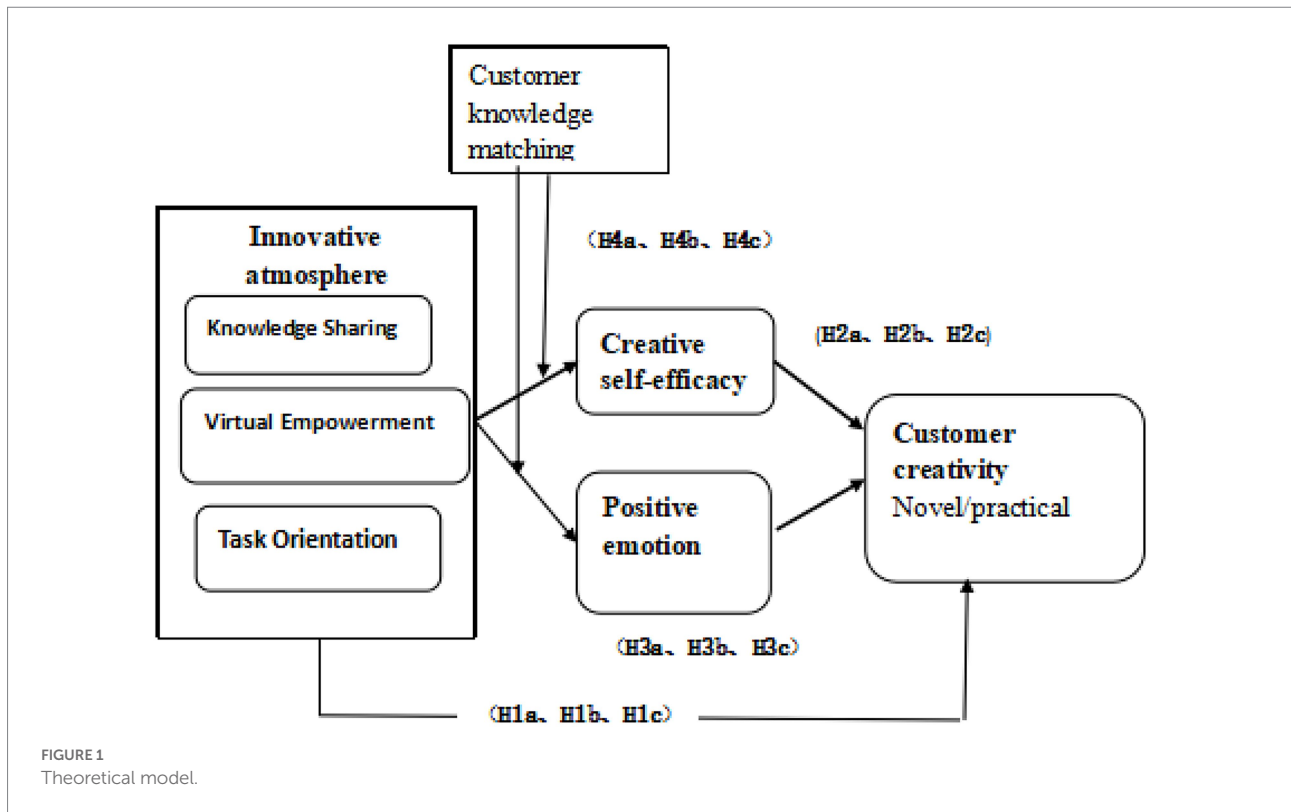 Customer
knowledge
matching
Innovative
atmosphere
(H4a、H4b、H4c)
Knowledge Sharing
Creative
self-efficacy
(H2a、H2b、H2c)
Virtual Empowerment
Customer
creativity
Novel/practical
Positive
emotion
Task Orientation
(H3a、H3b、H3c)
(H1a、H1b、H1c)
FIGURE 1
Theoretical model.